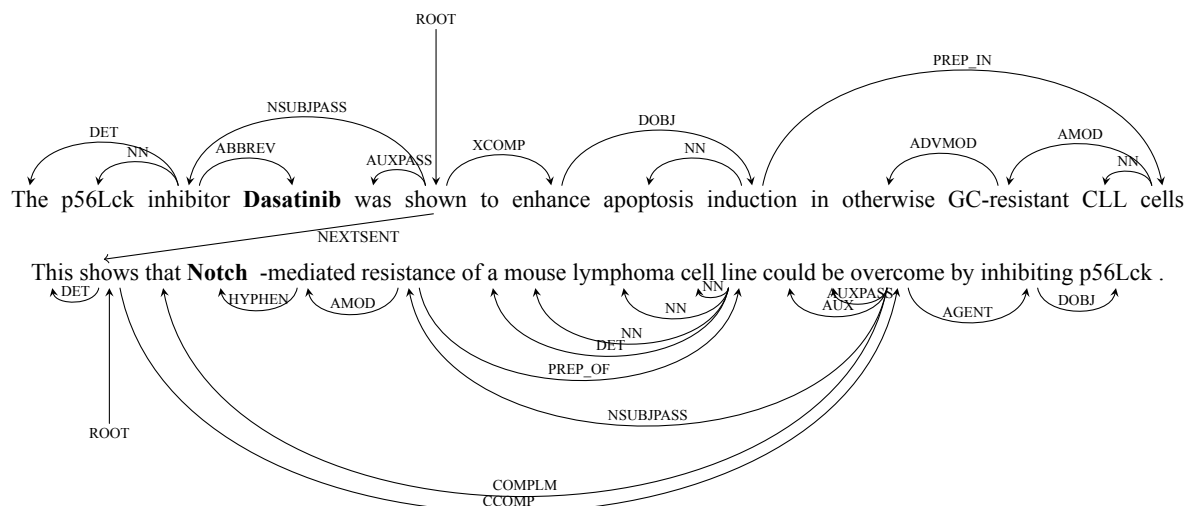 ROOT
PREP_IN
NSUBJPASS
DET ABBREV XCOMP DOBJ ADVMOD AMOD
NN AUXPASS NN NN
The p56Lck inhibitor Dasatinib was shown to enhance apoptosis induction in otherwise GC-resistant CLL cells
NEXTSENT
This shows that Notch -mediated resistance of a mouse lymphoma cell line could be overcome by inhibiting p56Lck .
DET HYPHEN AMOD NN NN NN DET AUXPASS AUX AGENT DOBJ
PREP_OF
NSUBJPASS
ROOT
COMPLM
CCOMP